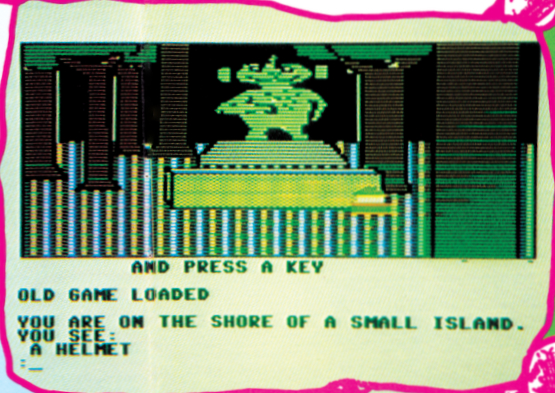 AND PRESS A KEY
OLD GAME LOADED
YOU ARE ON THE SHORE OF A SMALL ISLAND.
YOU SEE:
A HELMET
:_